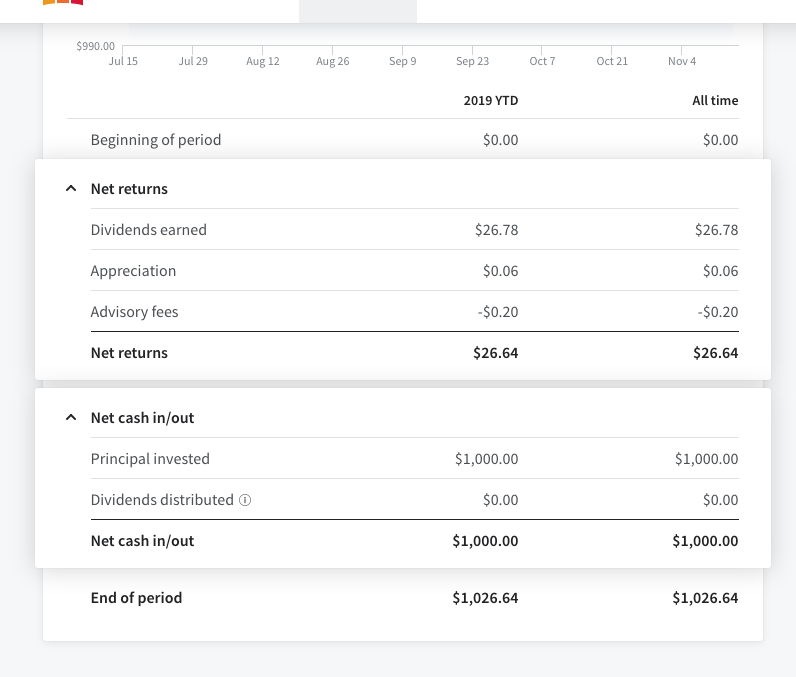 $990.00
Jul 15 Jul 29 Aug 12 Aug 26 Sep 9 Sep 23 Oct 7 Oct 21 Nov 4
2019 YTD All time
Beginning of period $0.00 $0.00
Net returns
Dividends earned $26.78 $26.78
Appreciation $0.06 $0.06
Advisory fees -$0.20 -$0.20
Net returns $26.64 $26.64
Net cash in/out
Principal invested $1,000.00 $1,000.00
Dividends distributed ⓘ $0.00 $0.00
Net cash in/out $1,000.00 $1,000.00
End of period $1,026.64 $1,026.64